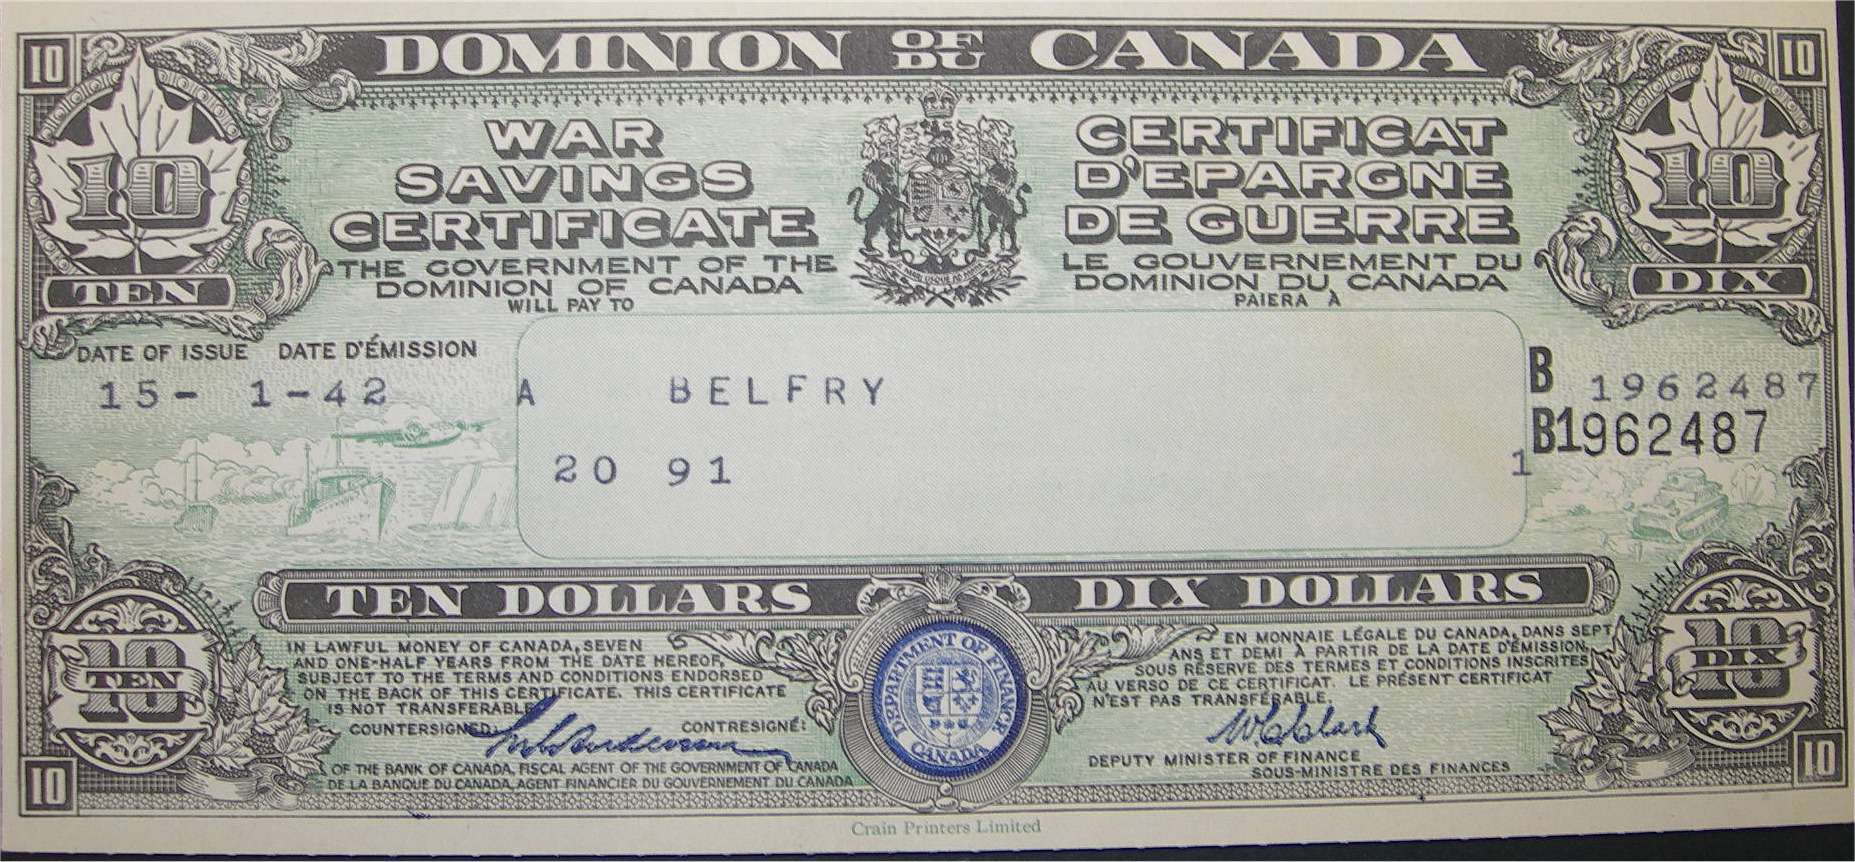 10 DOMINION OF DU CANADA 10
10 TEN
WAR
SAVINGS
CERTIFICATE
THE GOVERNMENT OF THE
DOMINION OF CANADA
WILL PAY TO
CERTIFICAT
D'EPARGNE
DE GUERRE
LE GOUVERNEMENT DU
DOMINION DU CANADA
PAIERA À
10 DIX
DATE OF ISSUE DATE D'ÉMISSION
15- 1-42 A BELFRY B 1962487
B1962487
20 91 1
TEN DOLLARS DIX DOLLARS
IN LAWFUL MONEY OF CANADA, SEVEN
AND ONE-HALF YEARS FROM THE DATE HEREOF,
SUBJECT TO THE TERMS AND CONDITIONS ENDORSED
ON THE BACK OF THIS CERTIFICATE. THIS CERTIFICATE
IS NOT TRANSFERABLE
COUNTERSIGNED: CONTRESIGNÉ:
OF THE BANK OF CANADA, FISCAL AGENT OF THE GOVERNMENT OF CANADA
DE LA BANQUE DU CANADA, AGENT FINANCIER DU GOUVERNEMENT DU CANADA
DEPARTMENT OF FINANCE
CANADA
EN MONNAIE LÉGALE DU CANADA, DANS SEPT
ANS ET DEMI À PARTIR DE LA DATE D'ÉMISSION,
SOUS RÉSERVE DES TERMES ET CONDITIONS INSCRITES
AU VERSO DE CE CERTIFICAT. LE PRÉSENT CERTIFICAT
N'EST PAS TRANSFÉRABLE.
W.C. Clark
DEPUTY MINISTER OF FINANCE
SOUS-MINISTRE DES FINANCES
10 TEN
10 DIX
10 10
Crain Printers Limited